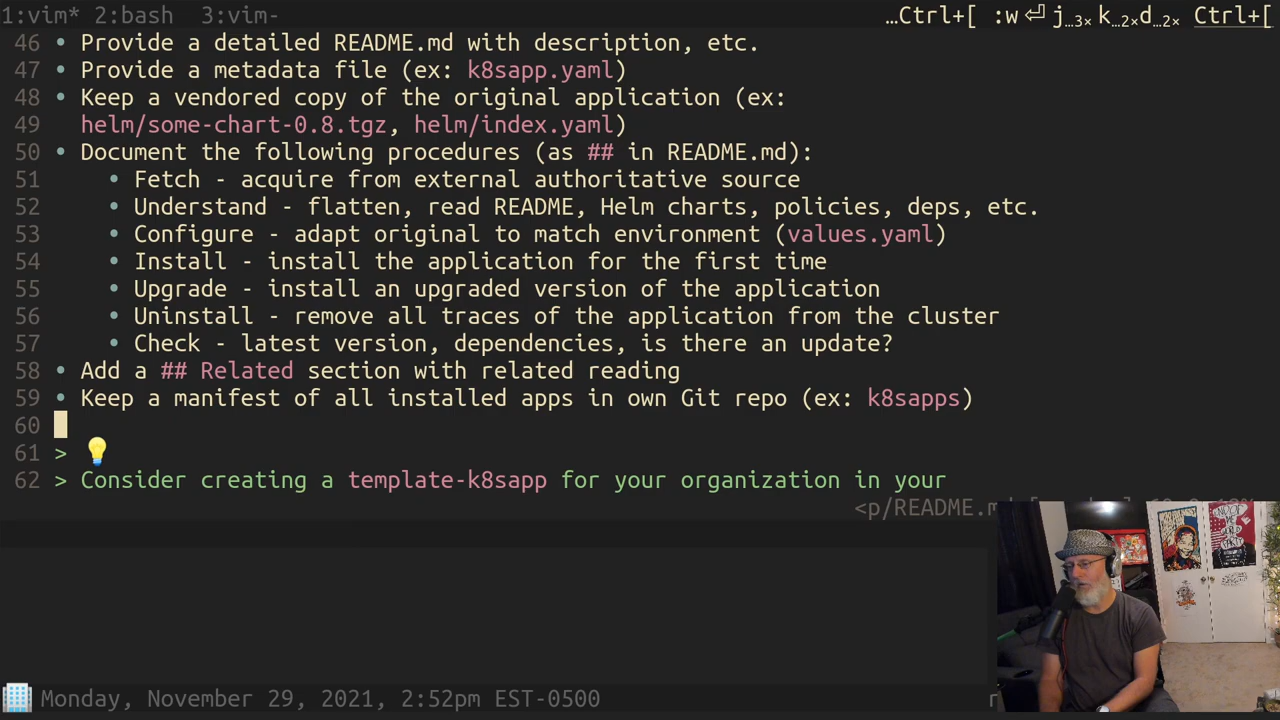 1:vim* 2:bash 3:vim-
…Ctrl+[ :w⏎ j…3× k…2×d…2× Ctrl+[
46 • Provide a detailed README.md with description, etc.
47 • Provide a metadata file (ex: k8sapp.yaml)
48 • Keep a vendored copy of the original application (ex:
49 helm/some-chart-0.8.tgz, helm/index.yaml)
50 • Document the following procedures (as ## in README.md):
51 • Fetch - acquire from external authoritative source
52 • Understand - flatten, read README, Helm charts, policies, deps, etc.
53 • Configure - adapt original to match environment (values.yaml)
54 • Install - install the application for the first time
55 • Upgrade - install an upgraded version of the application
56 • Uninstall - remove all traces of the application from the cluster
57 • Check - latest version, dependencies, is there an update?
58 • Add a ## Related section with related reading
59 • Keep a manifest of all installed apps in own Git repo (ex: k8sapps)
60
61 > 💡
62 > Consider creating a template-k8sapp for your organization in your
<p/README.md
Monday, November 29, 2021, 2:52pm EST-0500